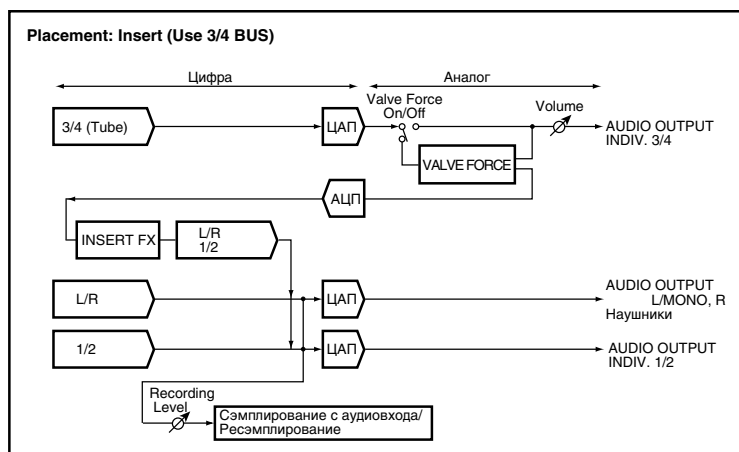 Placement: Insert (Use 3/4 BUS)
Цифра
Аналог
3/4 (Tube)
ЦАП
Valve Force
On/Off
Volume
AUDIO OUTPUT
INDIV. 3/4
VALVE FORCE
АЦП
INSERT FX
L/R
1/2
L/R
ЦАП
AUDIO OUTPUT
L/MONO, R
Наушники
1/2
ЦАП
AUDIO OUTPUT
INDIV. 1/2
Recording
Level
Сэмплирование с аудиовхода/
Ресэмплирование